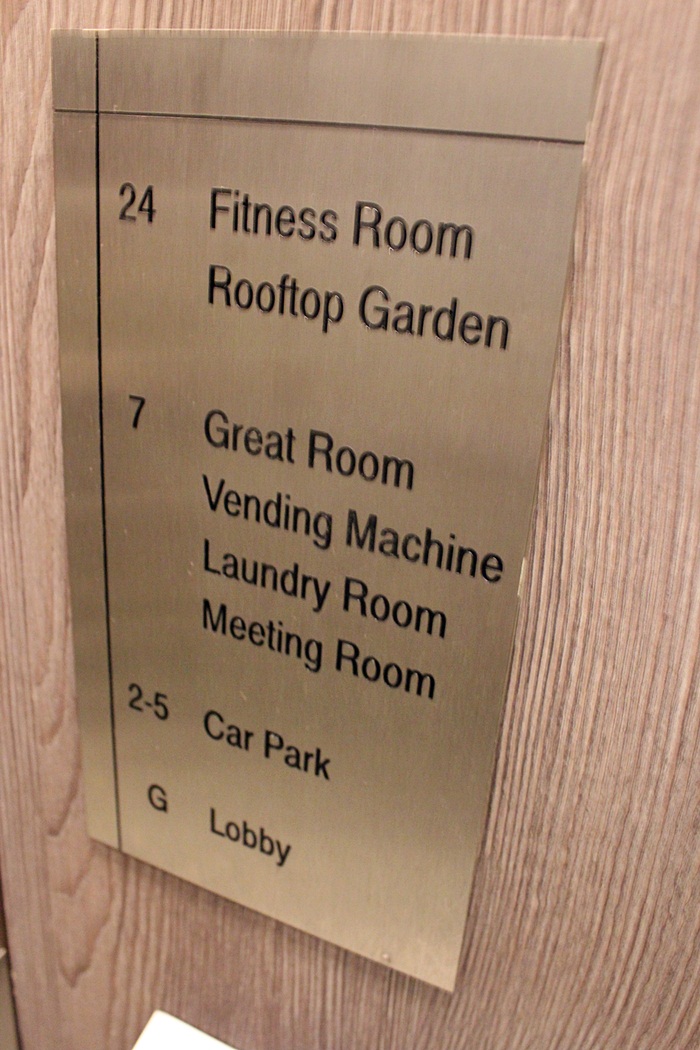 24 Fitness Room
Rooftop Garden
7 Great Room
Vending Machine
Laundry Room
Meeting Room
2-5 Car Park
G Lobby